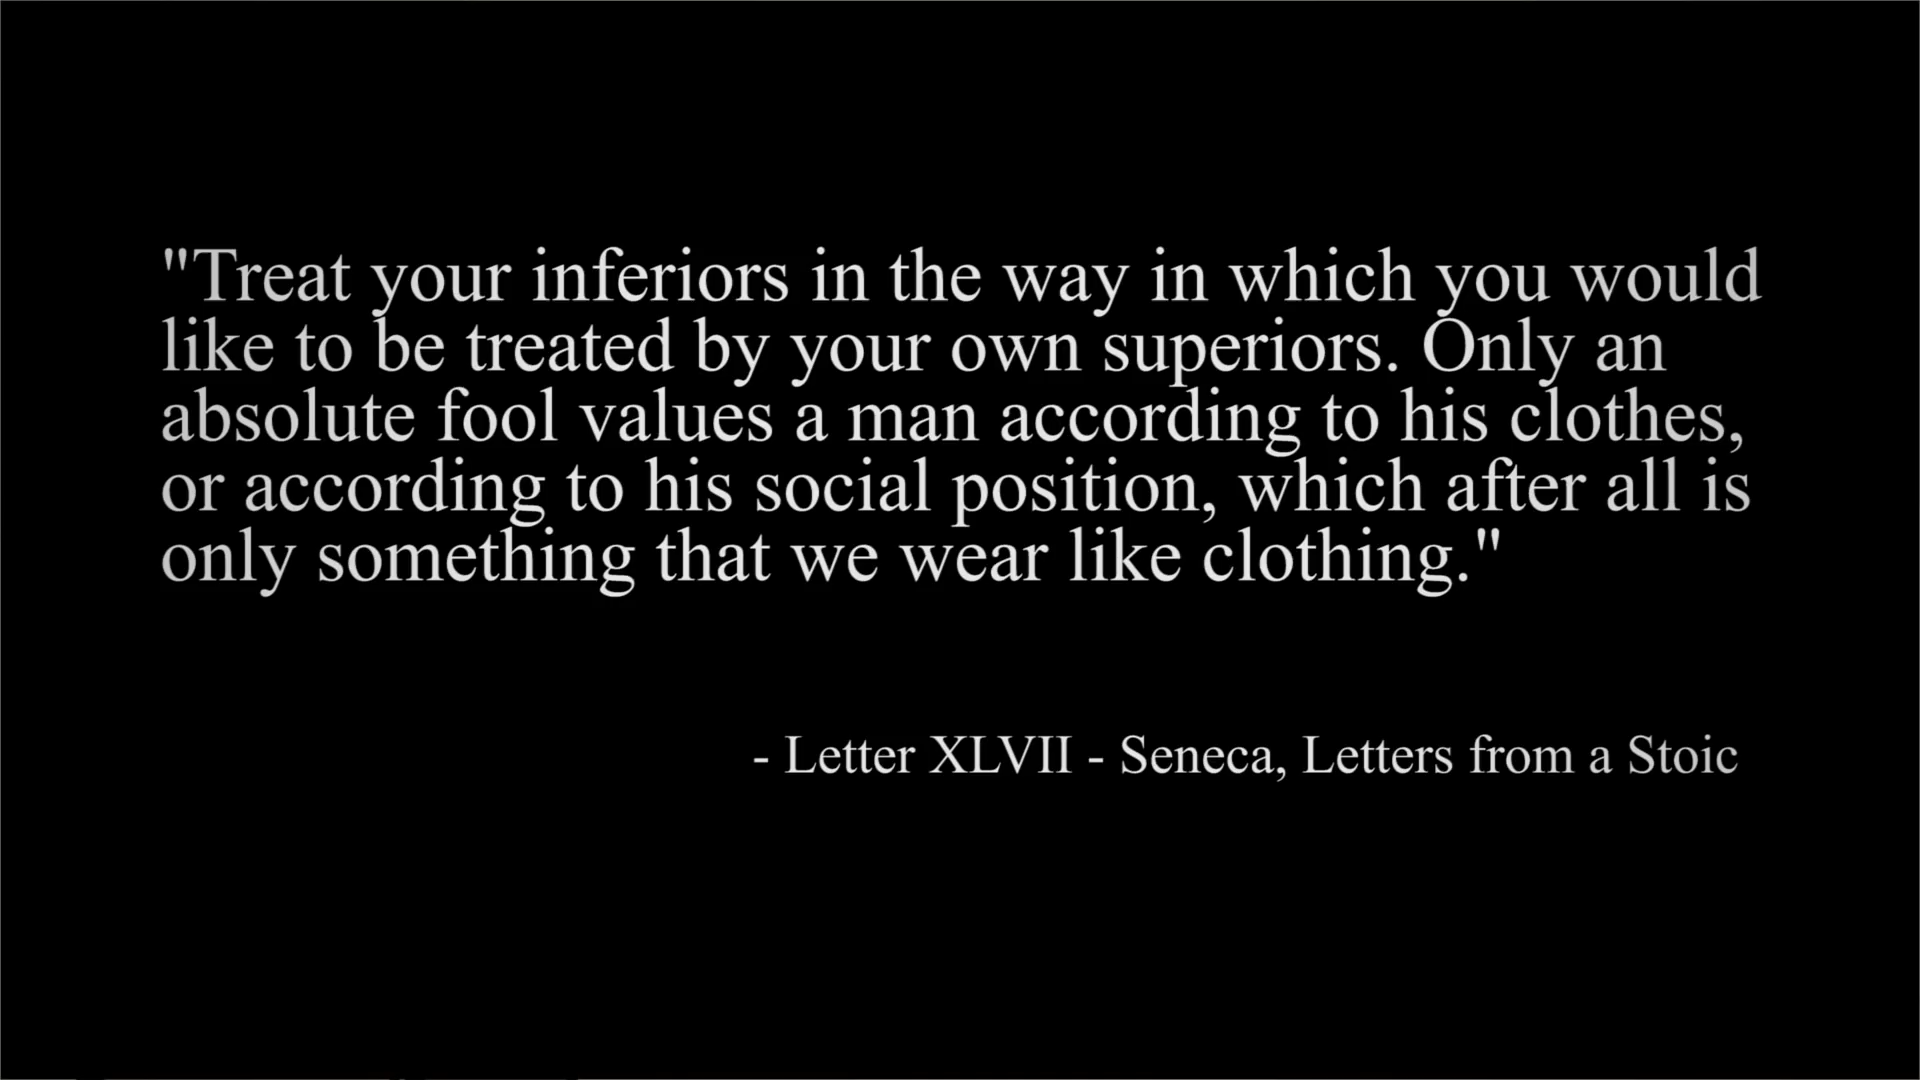 "Treat your inferiors in the way in which you would
like to be treated by your own superiors. Only an
absolute fool values a man according to his clothes,
or according to his social position, which after all is
only something that we wear like clothing."
- Letter XLVII - Seneca, Letters from a Stoic